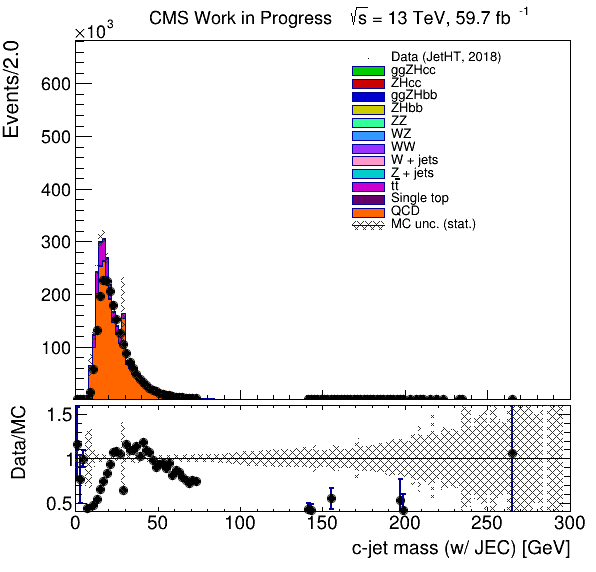 CMS Work in Progress √s = 13 TeV, 59.7 fb⁻¹
×10³
Events/2.0
600
500
400
300
200
100
Data (JetHT, 2018)
ggZHcc
ZHcc
ggZHbb
ZHbb
ZZ
WZ
WW
W + jets
Z + jets
tt̅
Single top
QCD
MC unc. (stat.)
Data/MC
1.5
1
0.5
0 50 100 150 200 250 300
c-jet mass (w/ JEC) [GeV]